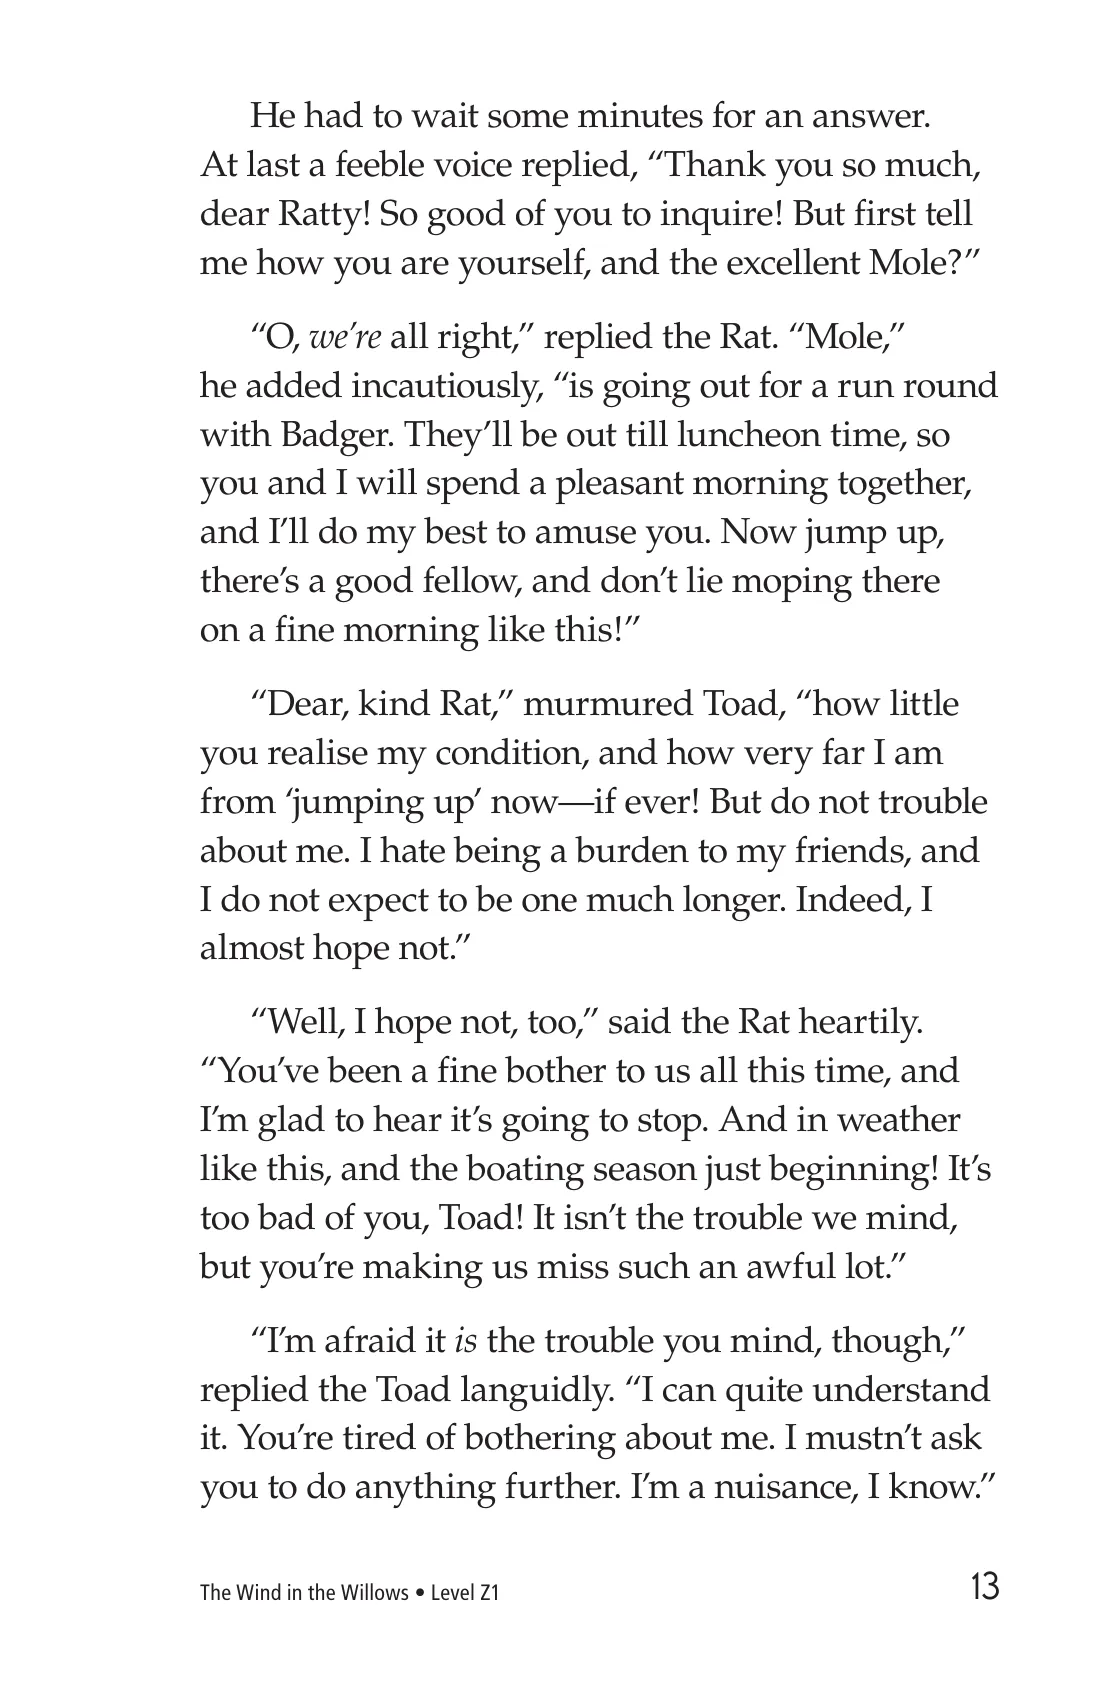 He had to wait some minutes for an answer.
At last a feeble voice replied, “Thank you so much,
dear Ratty! So good of you to inquire! But first tell
me how you are yourself, and the excellent Mole?”
“O, we’re all right,” replied the Rat. “Mole,”
he added incautiously, “is going out for a run round
with Badger. They’ll be out till luncheon time, so
you and I will spend a pleasant morning together,
and I’ll do my best to amuse you. Now jump up,
there’s a good fellow, and don’t lie moping there
on a fine morning like this!”
“Dear, kind Rat,” murmured Toad, “how little
you realise my condition, and how very far I am
from ‘jumping up’ now—if ever! But do not trouble
about me. I hate being a burden to my friends, and
I do not expect to be one much longer. Indeed, I
almost hope not.”
“Well, I hope not, too,” said the Rat heartily.
“You’ve been a fine bother to us all this time, and
I’m glad to hear it’s going to stop. And in weather
like this, and the boating season just beginning! It’s
too bad of you, Toad! It isn’t the trouble we mind,
but you’re making us miss such an awful lot.”
“I’m afraid it is the trouble you mind, though,”
replied the Toad languidly. “I can quite understand
it. You’re tired of bothering about me. I mustn’t ask
you to do anything further. I’m a nuisance, I know.”
The Wind in the Willows • Level Z1 13